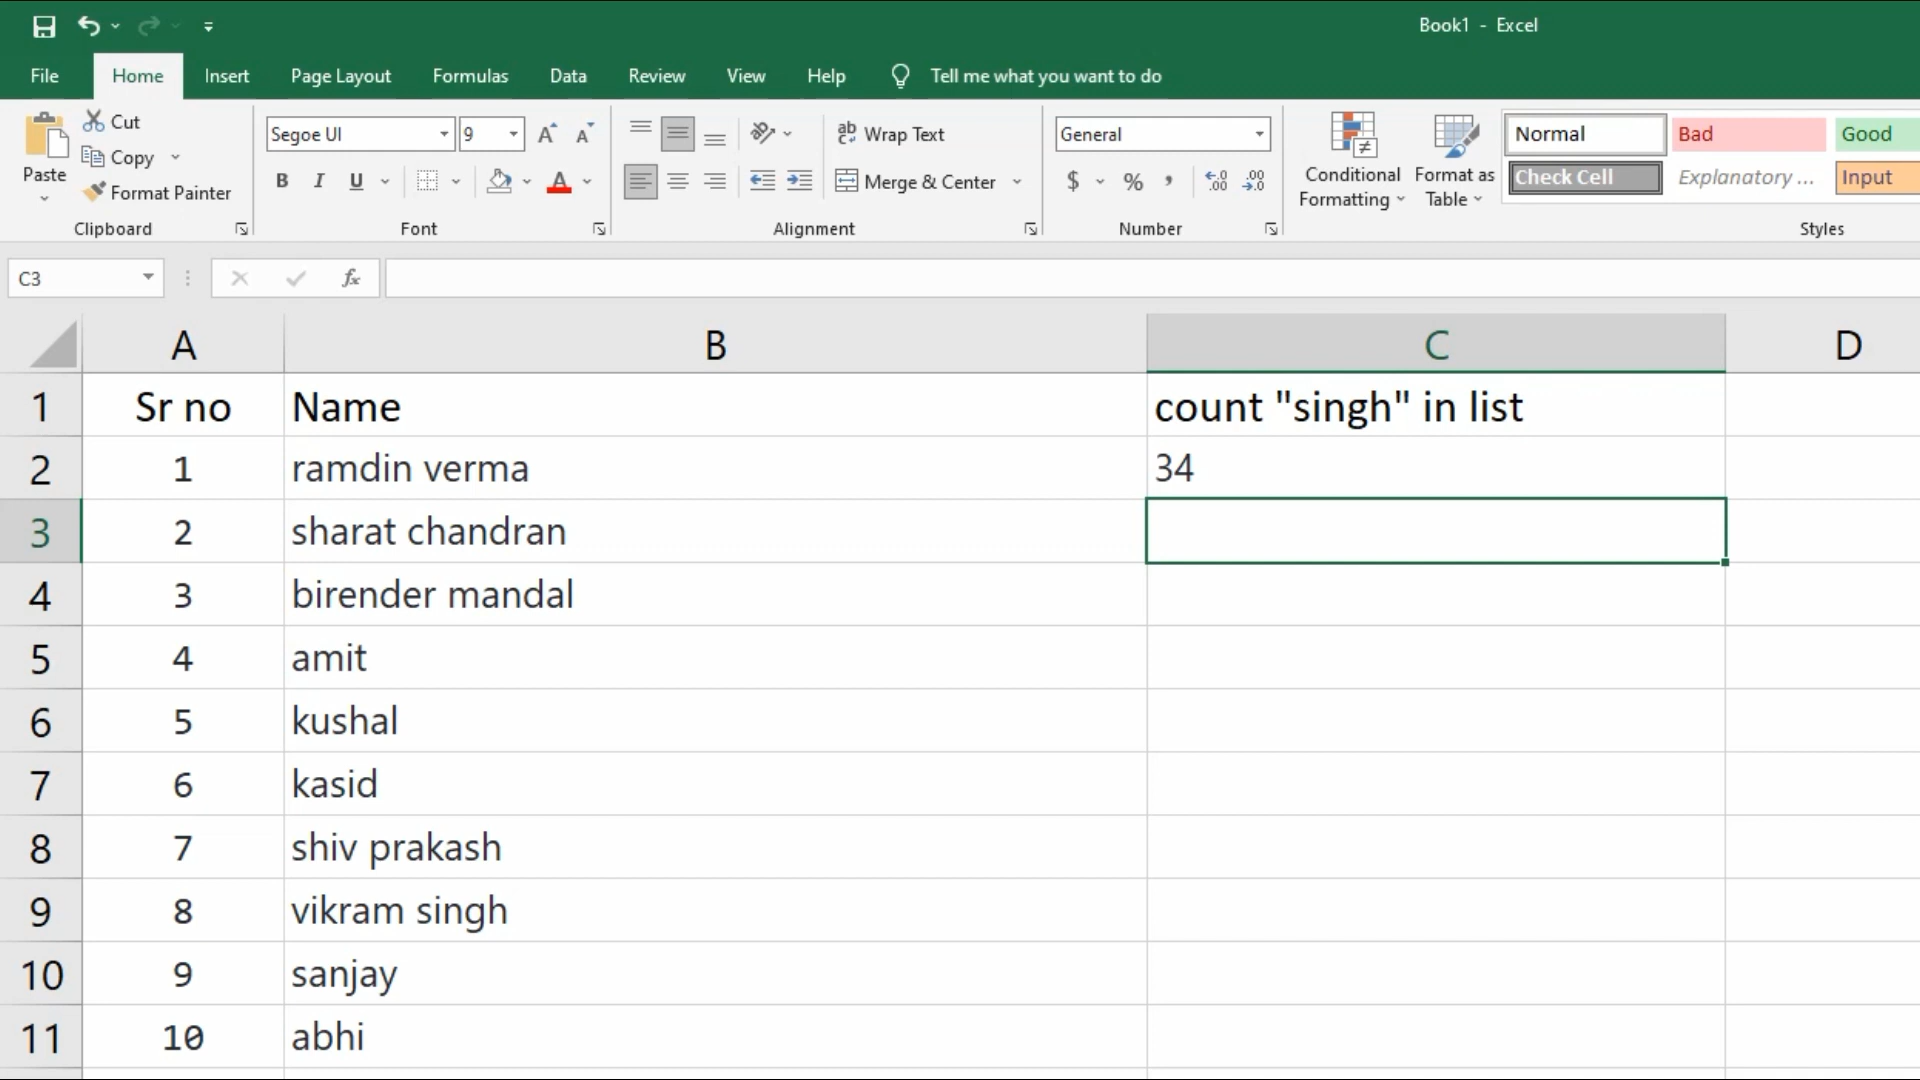 Book1 - Excel
File Home Insert Page Layout Formulas Data Review View Help Tell me what you want to do
Paste
Cut
Copy
Format Painter
Clipboard
Segoe UI 9
A A
B I U A
Font
ab Wrap Text
Merge & Center
Alignment
General
$ % ,
Number
Conditional Formatting
Format as Table
Normal Bad Good
Check Cell Explanatory ... Input
Styles
C3 fx
A B C D
1 Sr no Name count "singh" in list
2 1 ramdin verma 34
3 2 sharat chandran
4 3 birender mandal
5 4 amit
6 5 kushal
7 6 kasid
8 7 shiv prakash
9 8 vikram singh
10 9 sanjay
11 10 abhi